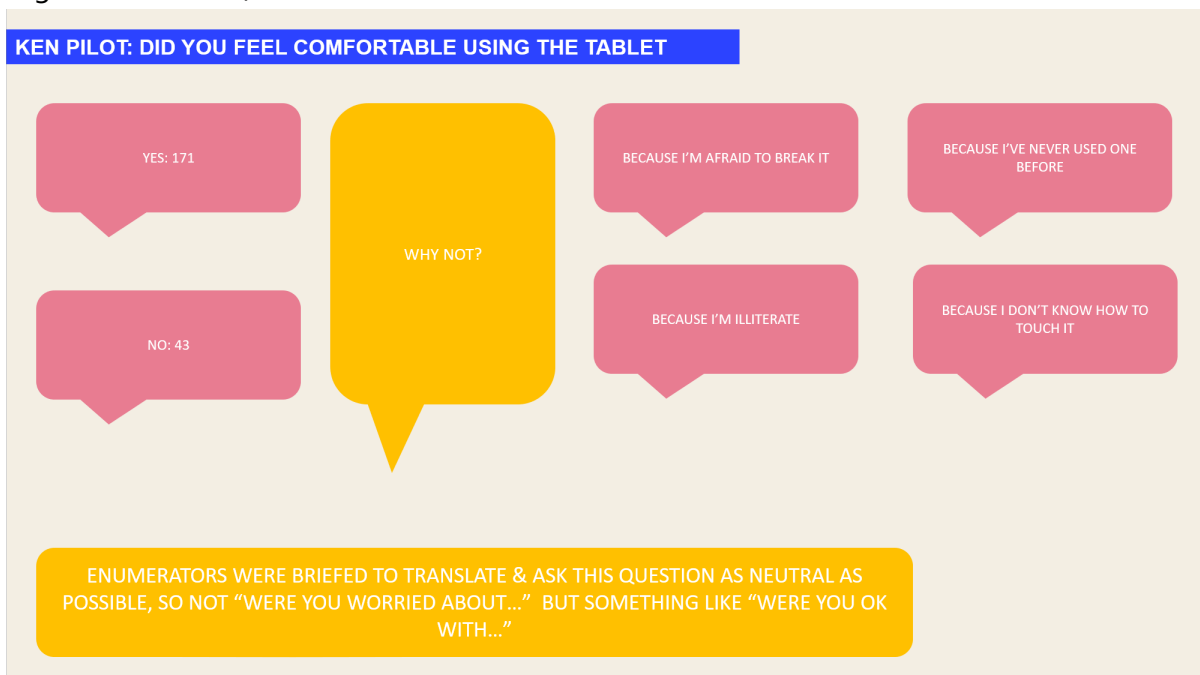 KEN PILOT: DID YOU FEEL COMFORTABLE USING THE TABLET
YES: 171
NO: 43
WHY NOT?
BECAUSE I'M AFRAID TO BREAK IT
BECAUSE I'VE NEVER USED ONE
BEFORE
BECAUSE I'M ILLITERATE
BECAUSE I DON'T KNOW HOW TO
TOUCH IT
ENUMERATORS WERE BRIEFED TO TRANSLATE & ASK THIS QUESTION AS NEUTRAL AS
POSSIBLE, SO NOT “WERE YOU WORRIED ABOUT...”  BUT SOMETHING LIKE “WERE YOU OK
WITH...”